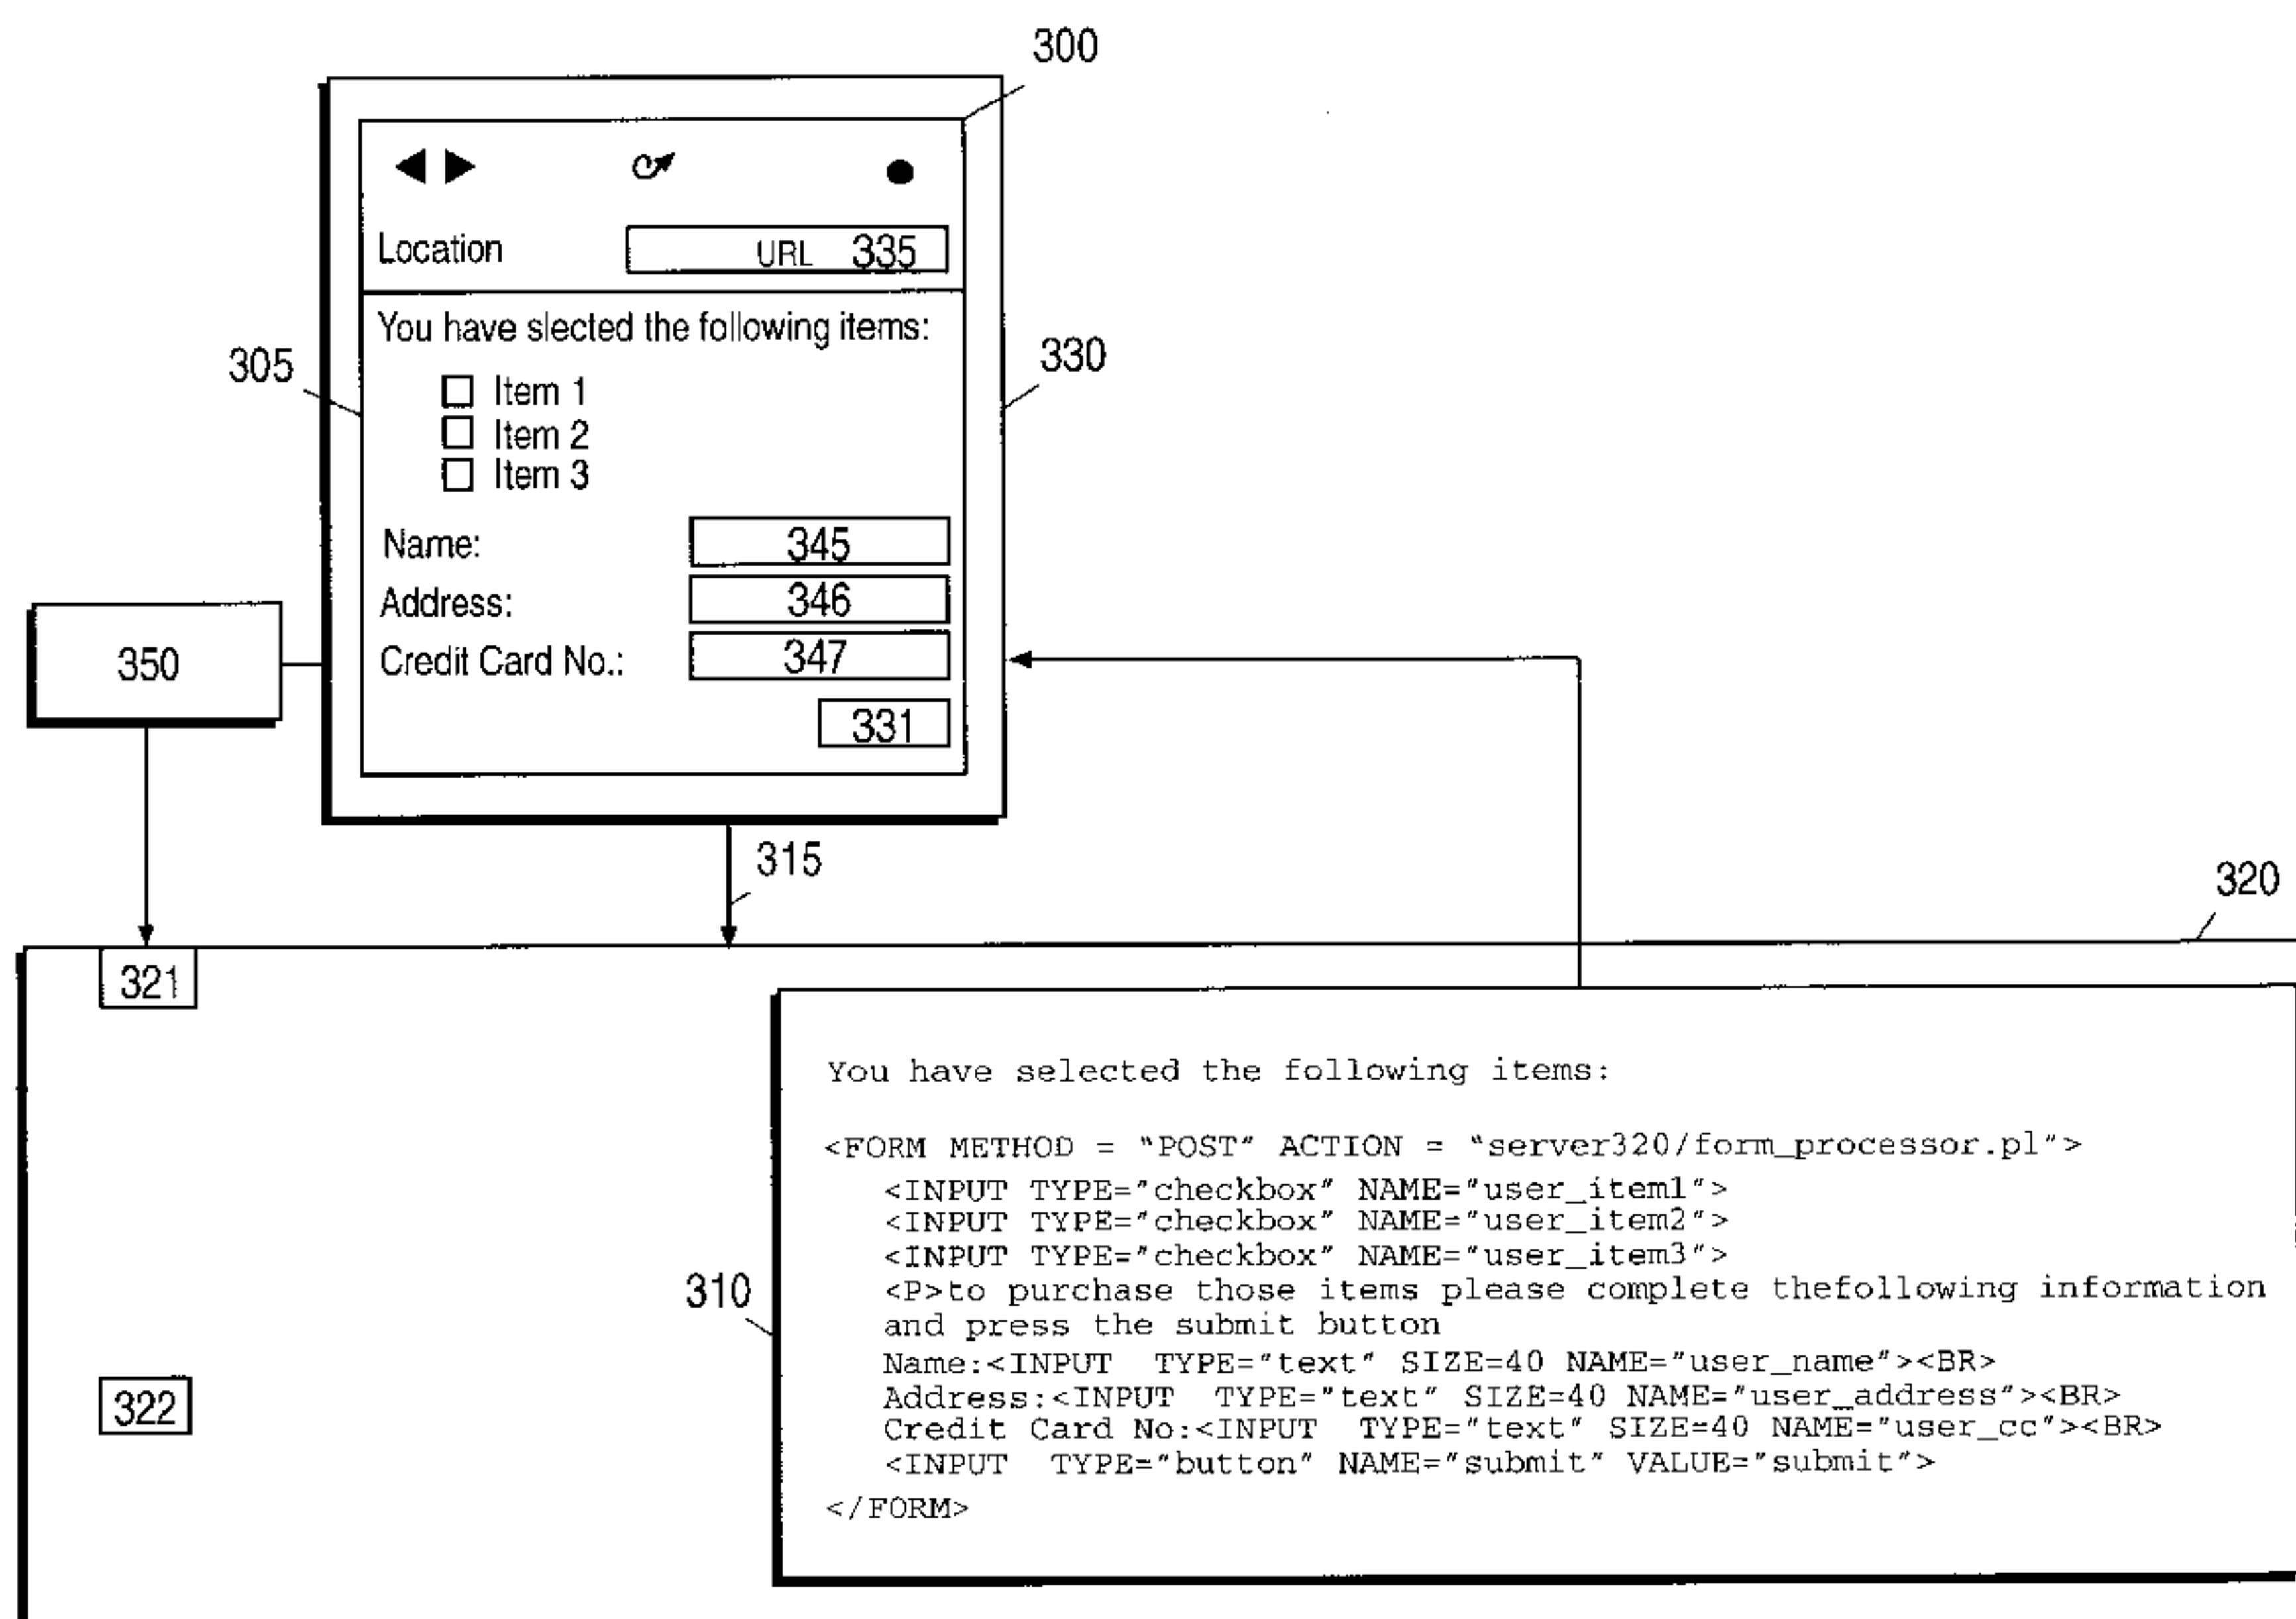 300
Location
URL 335
You have slected the following items:
305
330
Item 1
Item 2
Item 3
Name:
345
Address:
346
350
Credit Card No.:
347
331
315
320
321
You have selected the following items:
<FORM METHOD = "POST" ACTION = "server320/form_processor.pl">
<INPUT TYPE="checkbox" NAME="user_item1">
<INPUT TYPE="checkbox" NAME="user_item2">
<INPUT TYPE="checkbox" NAME="user_item3">
310
<P>to purchase those items please complete thefollowing information
and press the submit button
Name:<INPUT TYPE="text" SIZE=40 NAME="user_name"><BR>
Address:<INPUT TYPE="text" SIZE=40 NAME="user_address"><BR>
322
Credit Card No:<INPUT TYPE="text" SIZE=40 NAME="user_cc"><BR>
<INPUT TYPE="button" NAME="submit" VALUE="submit">
</FORM>